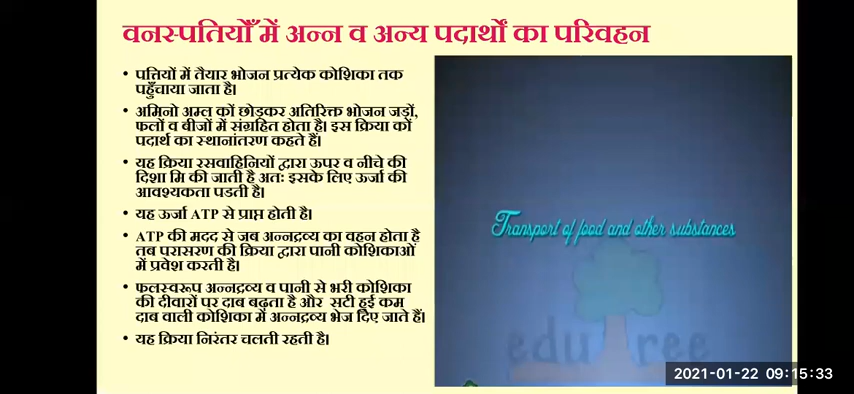 वनस्पतियोँ में अन्न व अन्य पदार्थों का परिवहन
• पत्तियों में तैयार भोजन प्रत्येक कोशिका तक
पहुँचाया जाता है।
• अमिनो अम्ल कों छोड़कर अतिरिक्त भोजन जड़ों,
फलों व बीजों में संग्रहित होता है। इस क्रिया कों
पदार्थ का स्थानांतरण कहते हैं।
• यह क्रिया रसवाहिनियों द्वारा ऊपर व नीचे की
दिशा मि की जाती है अतः इसके लिए ऊर्जा की
आवश्यकता पडती है।
• यह ऊर्जा ATP से प्राप्त होती है।
• ATP की मदद से जब अन्नद्रव्य का वहन होता है
तब परासरण की क्रिया द्वारा पानी कोशिकाओं
में प्रवेश करती है।
• फलस्वरूप अन्नद्रव्य व पानी से भरी कोशिका
की दीवारों पर दाब बढ़ता है और सटी हुई कम
दाब वाली कोशिका में अन्नद्रव्य भेज दिए जाते हैं।
• यह क्रिया निरंतर चलती रहती है।
Transport of food and other substances
edu ree
2021-01-22 09:15:33